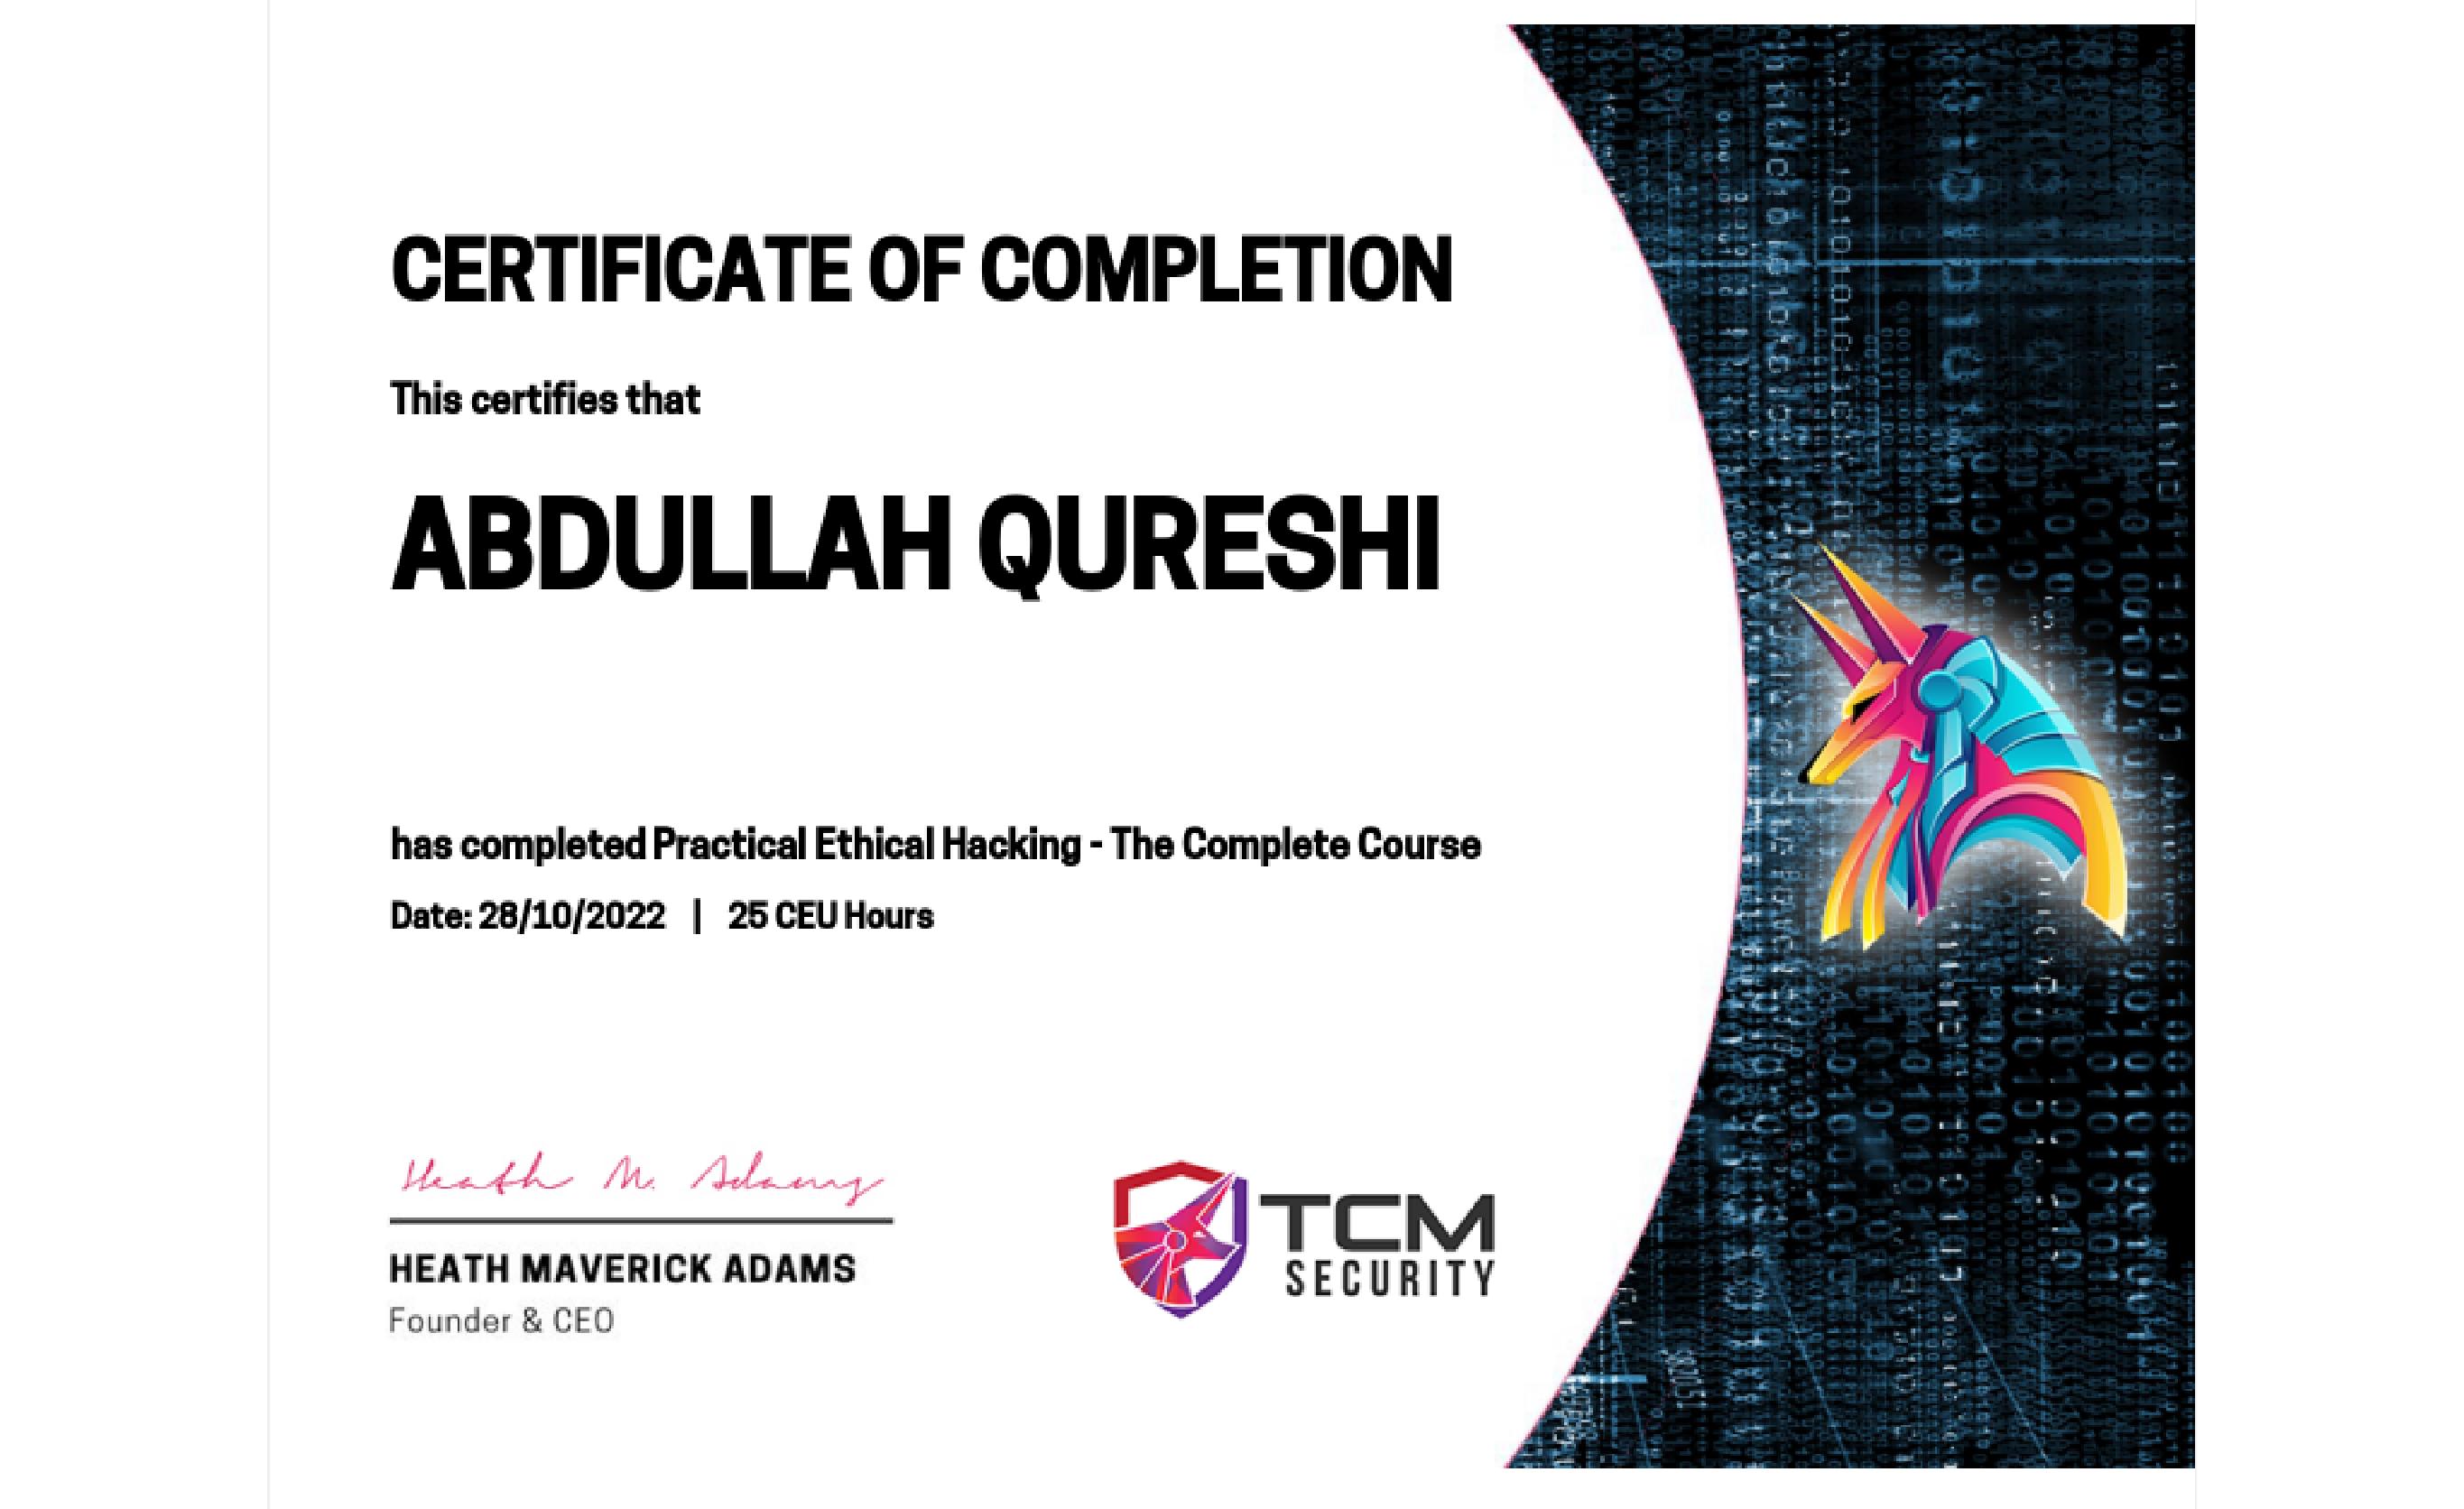 CERTIFICATE OF COMPLETION
This certifies that
ABDULLAH QURESHI
has completed Practical Ethical Hacking - The Complete Course
Date: 28/10/2022 | 25 CEU Hours
Heath M. Adams
HEATH MAVERICK ADAMS
Founder & CEO
TCM
SECURITY